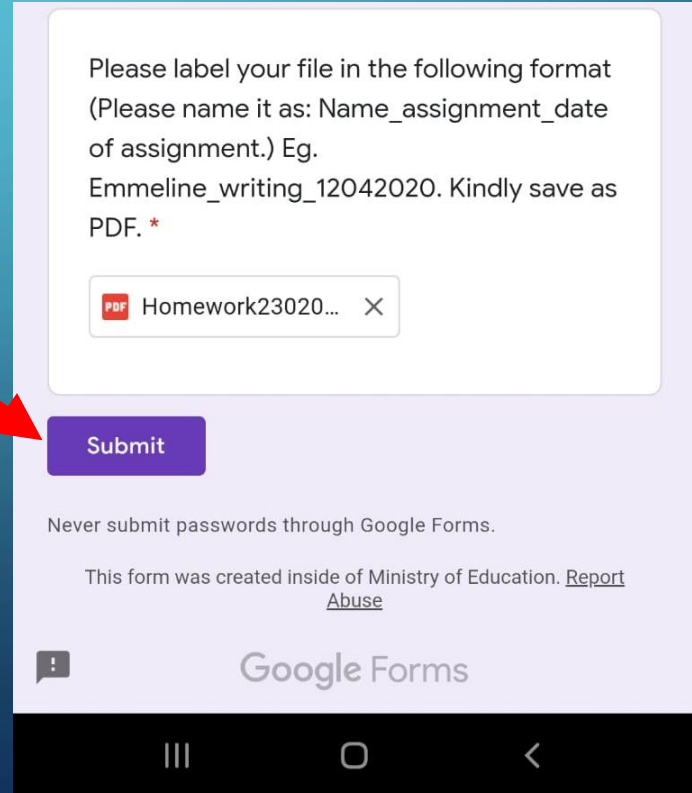 Please label your file in the following format
(Please name it as: Name_assignment_date
of assignment.) Eg.
Emmeline_writing_12042020. Kindly save as
PDF. *
PDF Homework23020...
Submit
Never submit passwords through Google Forms.
This form was created inside of Ministry of Education. Report
Abuse
Google Forms